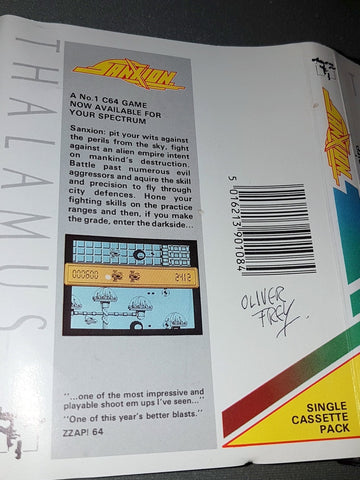 THALAMUS
SANXION
A No.1 C64 GAME
NOW AVAILABLE FOR
YOUR SPECTRUM
Sanxion: pit your wits against
the perils from the sky, fight
against an alien empire intent
on mankind's destruction.
Battle past numerous evil
aggressors and aquire the skill
and precision to fly through
city defences. Hone your
fighting skills on the practice
ranges and then, if you make
the grade, enter the darkside...
000600 2412
"...one of the most impressive and
playable shoot em ups I've seen..."
"One of this year's better blasts."
ZZAP! 64
5 016213 901084
OLIVER
FREY
SINGLE
CASSETTE
PACK
SANXION